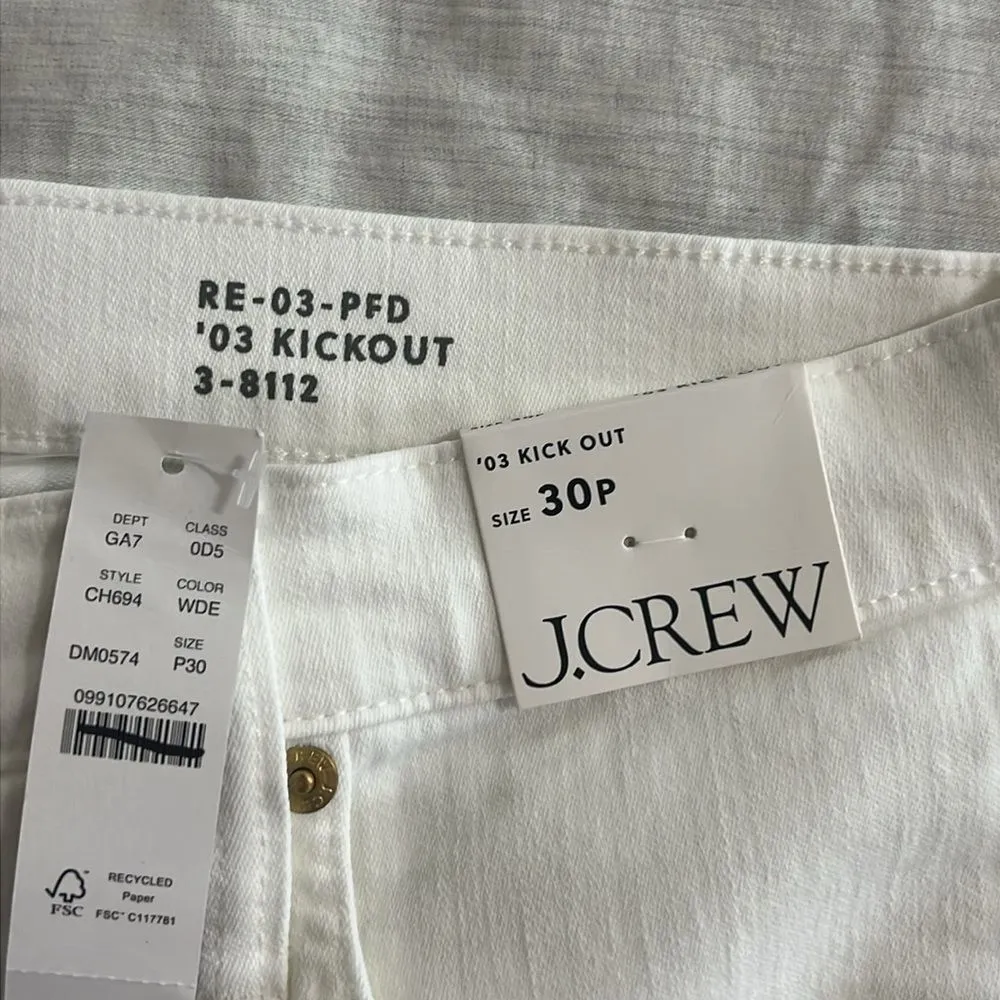 RE-03-PFD
'03 KICKOUT
3-8112
'03 KICK OUT
SIZE 30P
J.CREW
DEPT CLASS
GA7 0D5
STYLE COLOR
CH694 WDE
SIZE
DM0574 P30
099107626647
RECYCLED
Paper
FSC FSC™ C117781